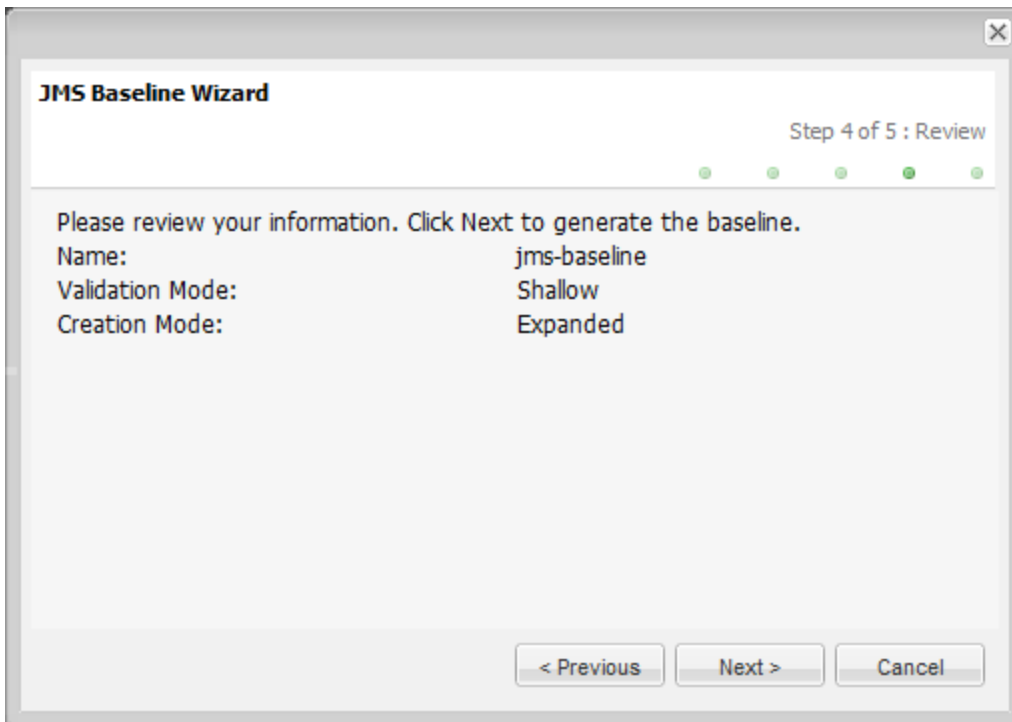 JMS Baseline Wizard
Step 4 of 5 : Review
Please review your information. Click Next to generate the baseline.
Name: jms-baseline
Validation Mode: Shallow
Creation Mode: Expanded
< Previous Next > Cancel